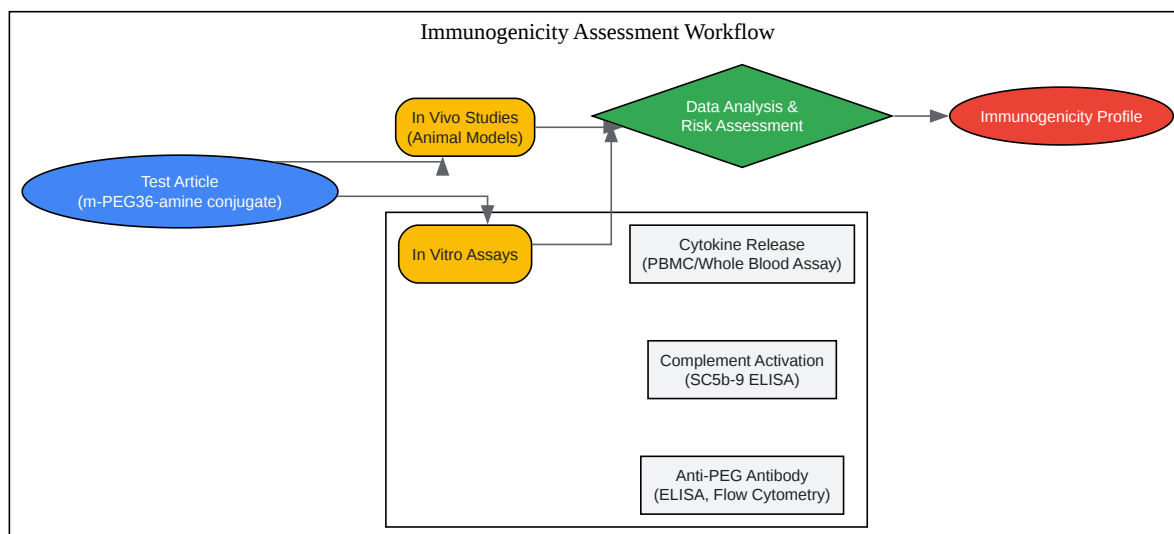 Immunogenicity Assessment Workflow
In Vivo Studies
(Animal Models)
Data Analysis &
Risk Assessment
Immunogenicity Profile
Test Article
(m-PEG36-amine conjugate)
In Vitro Assays
Cytokine Release
(PBMC/Whole Blood Assay)
Complement Activation
(SC5b-9 ELISA)
Anti-PEG Antibody
(ELISA, Flow Cytometry)